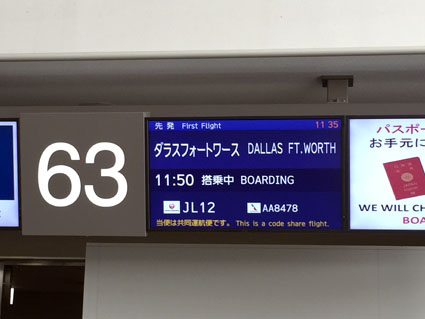 63
先発 First Flight 11 35
ダラスフォートワース DALLAS FT.WORTH
11:50 搭乗中 BOARDING
JL12 AA8478
当便は共同運航便です。 This is a code share flight.
パスポー
お手元に
WE WILL CH
BOA